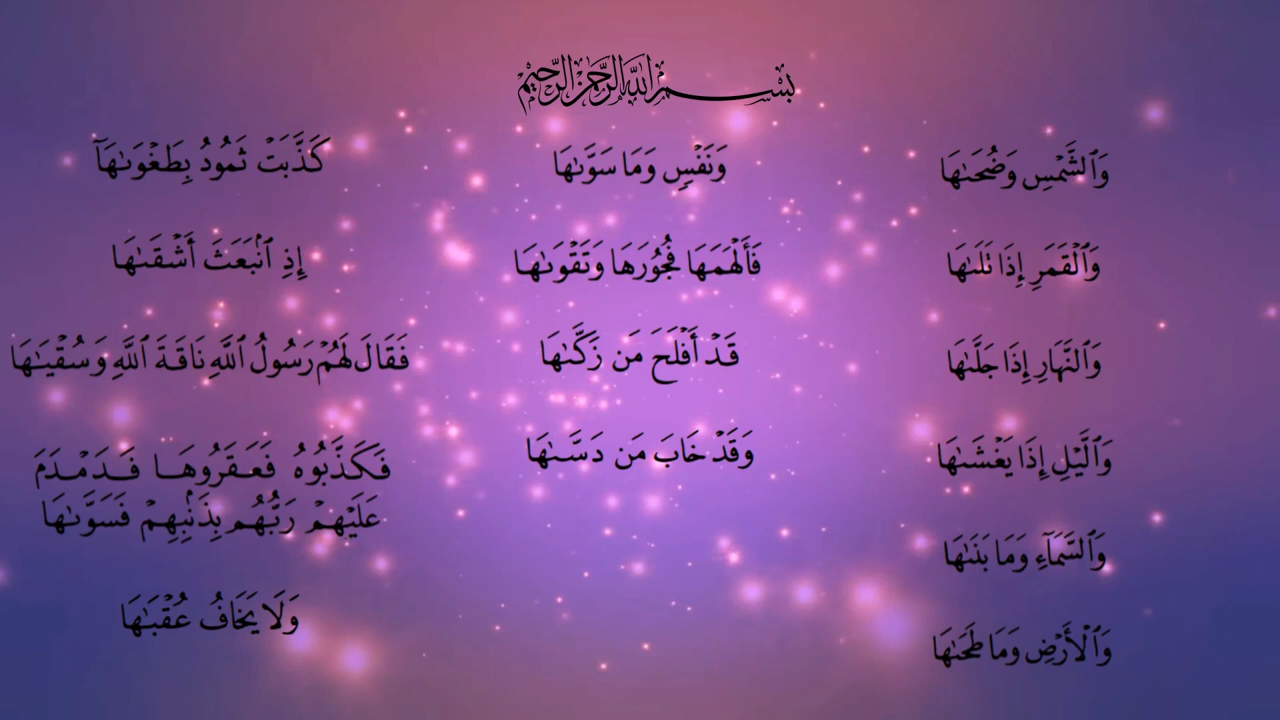 بِسْمِ اللَّهِ الرَّحْمَٰنِ الرَّحِيمِ
وَٱلشَّمْسِ وَضُحَىٰهَا
وَٱلْقَمَرِ إِذَا تَلَىٰهَا
وَٱلنَّهَارِ إِذَا جَلَّىٰهَا
وَٱلَّيْلِ إِذَا يَغْشَىٰهَا
وَٱلسَّمَآءِ وَمَا بَنَىٰهَا
وَٱلْأَرْضِ وَمَا طَحَىٰهَا
وَنَفْسٍ وَمَا سَوَّىٰهَا
فَأَلْهَمَهَا فُجُورَهَا وَتَقْوَىٰهَا
قَدْ أَفْلَحَ مَن زَكَّىٰهَا
وَقَدْ خَابَ مَن دَسَّىٰهَا
كَذَّبَتْ ثَمُودُ بِطَغْوَىٰهَآ
إِذِ ٱنۢبَعَثَ أَشْقَىٰهَا
فَقَالَ لَهُمْ رَسُولُ ٱللَّهِ نَاقَةَ ٱللَّهِ وَسُقْيَٰهَا
فَكَذَّبُوهُ فَعَقَرُوهَا فَدَمْدَمَ
عَلَيْهِمْ رَبُّهُم بِذَنۢبِهِمْ فَسَوَّىٰهَا
وَلَا يَخَافُ عُقْبَٰهَا